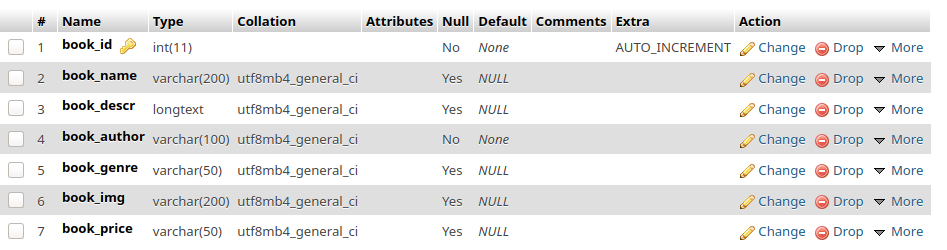 # Name Type Collation Attributes Null Default Comments Extra Action
1 book_id int(11) No None AUTO_INCREMENT Change Drop More
2 book_name varchar(200) utf8mb4_general_ci Yes NULL Change Drop More
3 book_descr longtext utf8mb4_general_ci Yes NULL Change Drop More
4 book_author varchar(100) utf8mb4_general_ci No None Change Drop More
5 book_genre varchar(50) utf8mb4_general_ci Yes NULL Change Drop More
6 book_img varchar(200) utf8mb4_general_ci Yes NULL Change Drop More
7 book_price varchar(50) utf8mb4_general_ci Yes NULL Change Drop More